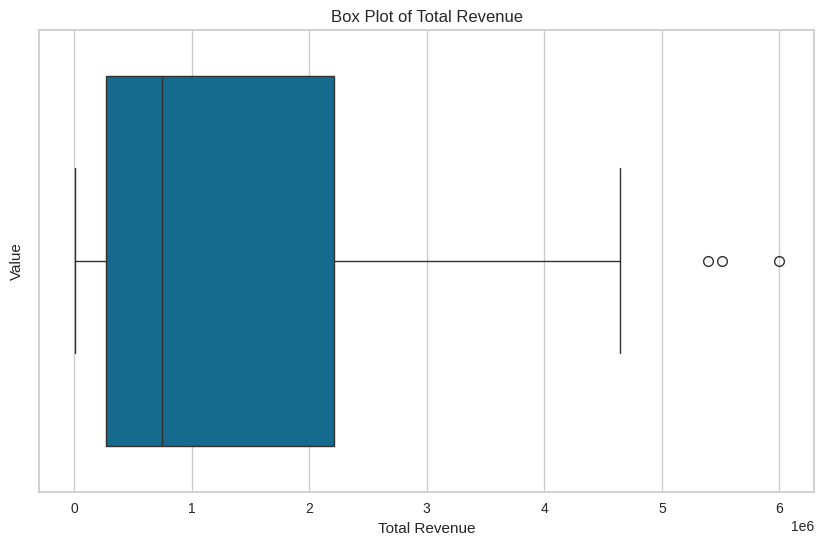 Box Plot of Total Revenue
Value
0 1 2 3 4 5 6
1e6
Total Revenue